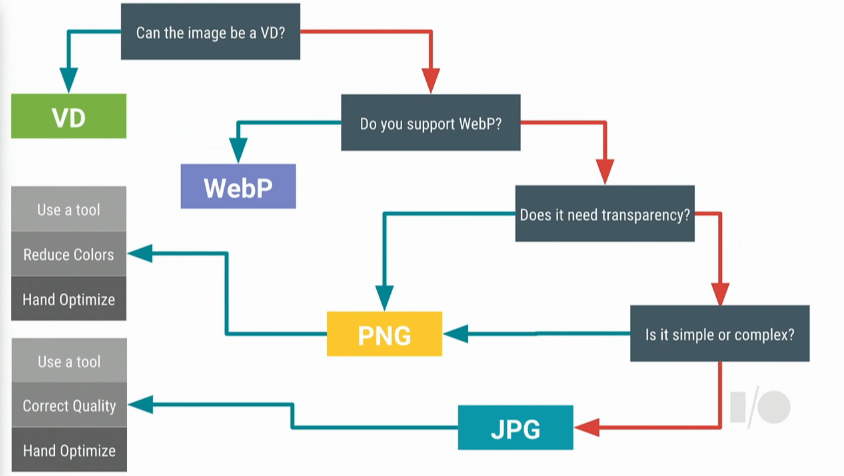 Can the image be a VD?
VD
Do you support WebP?
WebP
Does it need transparency?
Use a tool
Reduce Colors
Hand Optimize
PNG
Is it simple or complex?
Use a tool
Correct Quality
Hand Optimize
JPG
I/O